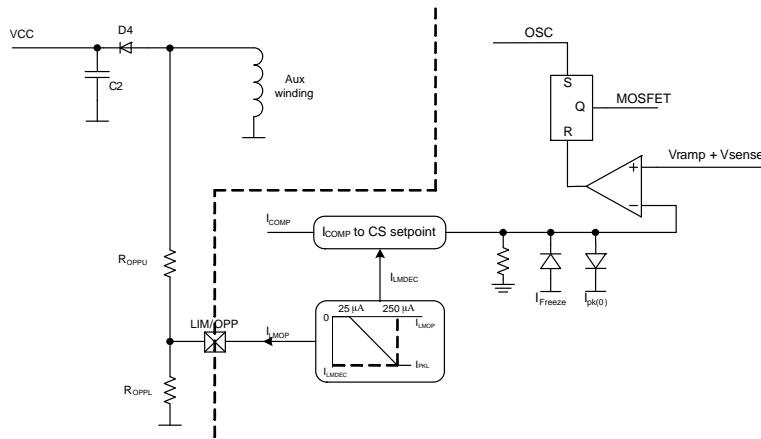 VCC
D4
C2
Aux
winding
OSC
S
Q
R
MOSFET
+
Vramp + Vsense
−
ICOMP
ICOMP to CS setpoint
ROPPU
ILMDEC
IFreeze
Ipk(0)
LIM/OPP
ILMOP
25 µA
250 µA
0
ILMOP
ILMDEC
IPKL
ROPPL